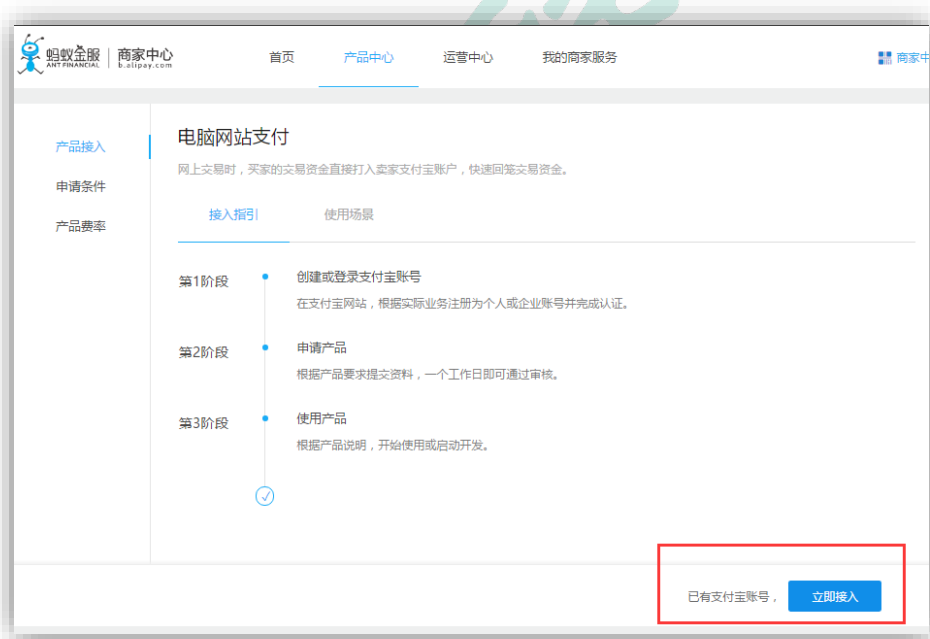 蚂蚁金服
ANT FINANCIAL
商家中心
b.alipay.com
首页
产品中心
运营中心
我的商家服务
商家中
产品接入
申请条件
产品费率
电脑网站支付
网上交易时，买家的交易资金直接打入卖家支付宝账户，快速回笼交易资金。
接入指引
使用场景
第1阶段
创建或登录支付宝账号
在支付宝网站，根据实际业务注册为个人或企业账号并完成认证。
第2阶段
申请产品
根据产品要求提交资料，一个工作日即可通过审核。
第3阶段
使用产品
根据产品说明，开始使用或启动开发。
已有支付宝账号，
立即接入